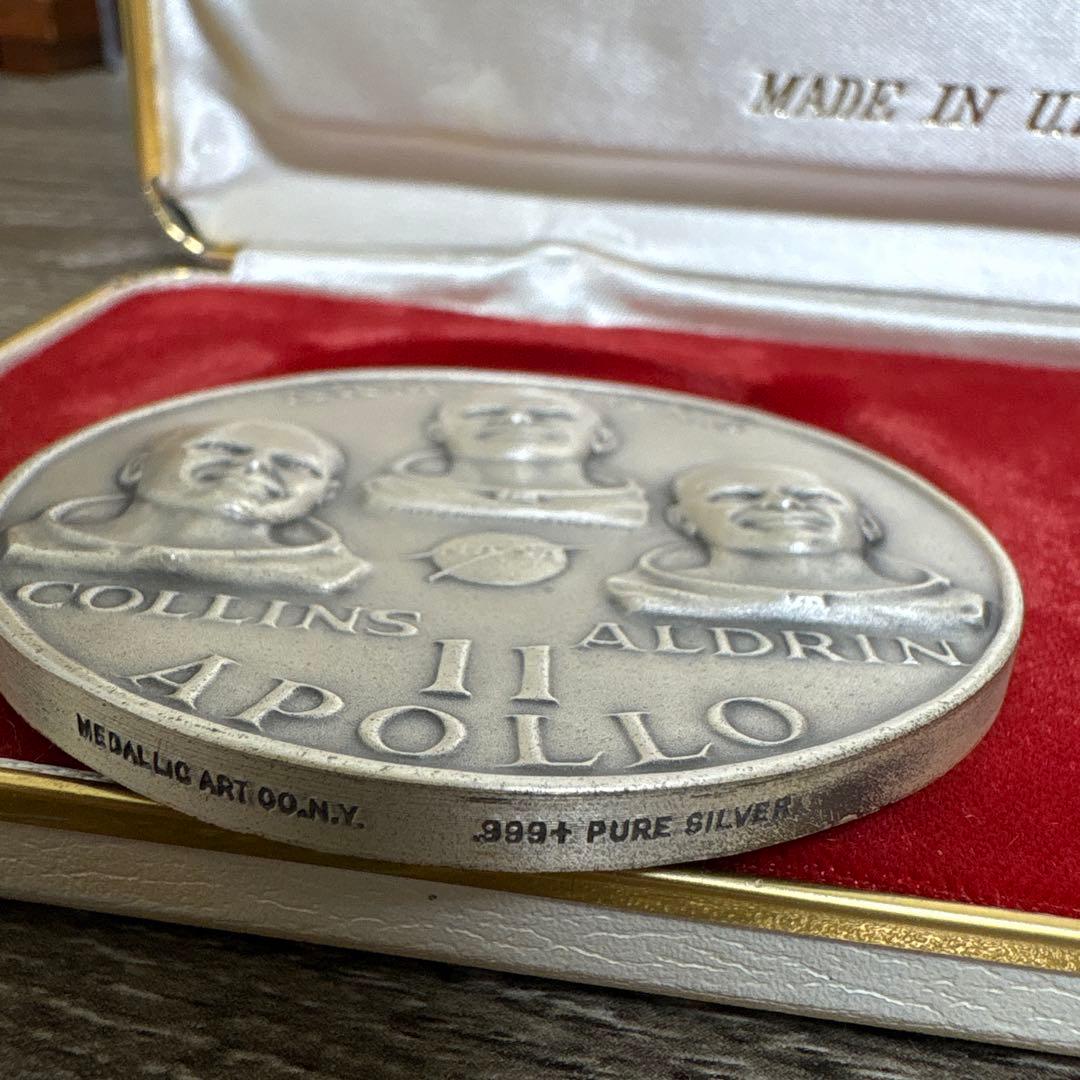 MADE IN U.
COLLINS
ALDRIN
11
APOLLO
MEDALLIC ART CO.N.Y.
.999+ PURE SILVER